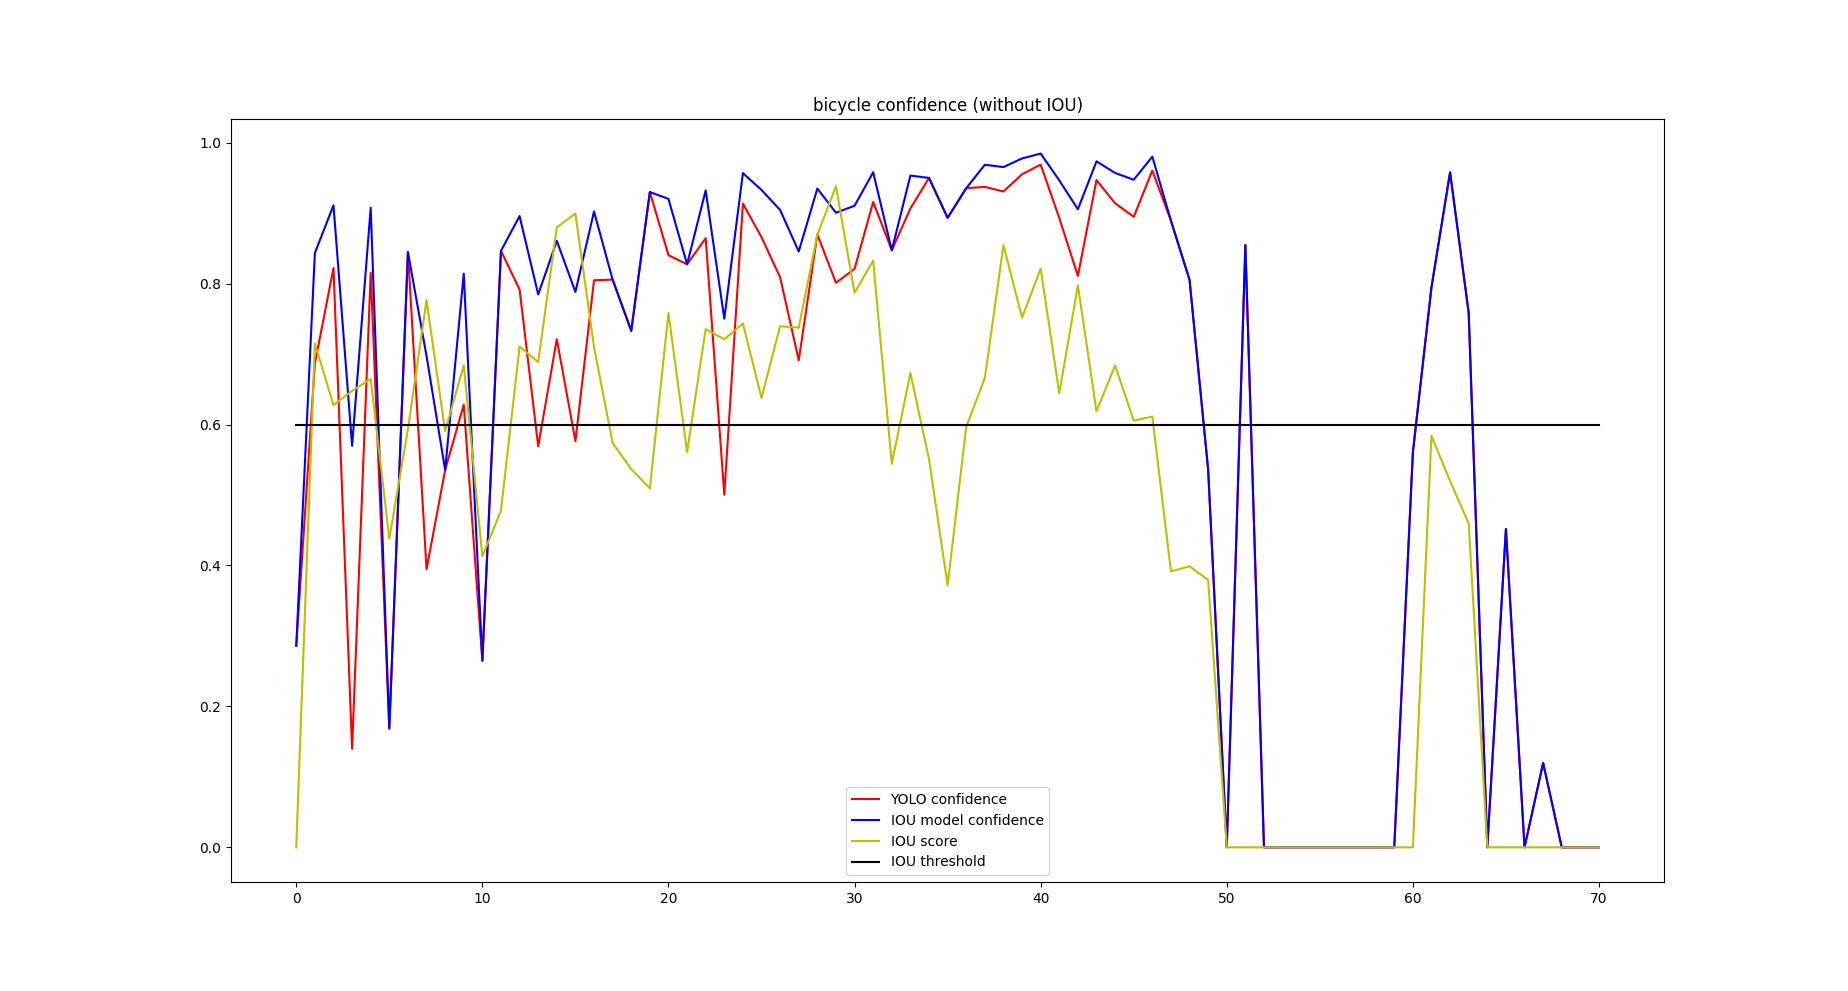 bicycle confidence (without IOU)
1.0
0.8
0.6
0.4
0.2
0.0
YOLO confidence
IOU model confidence
IOU score
IOU threshold
0 10 20 30 40 50 60 70